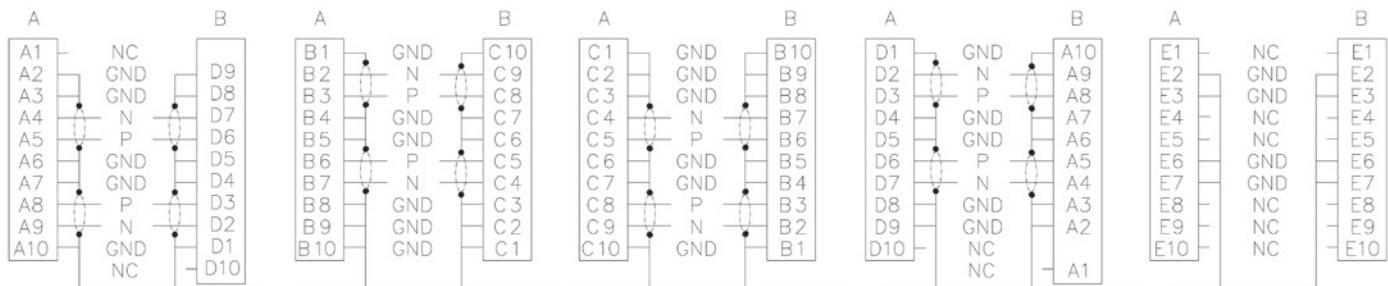 A B
A1 NC
A2 GND D9
A3 GND D8
A4 N D7
A5 P D6
A6 GND D5
A7 GND D4
A8 P D3
A9 N D2
A10 GND D1
NC D10
A B
B1 GND C10
B2 N C9
B3 P C8
B4 GND C7
B5 GND C6
B6 P C5
B7 N C4
B8 GND C3
B9 GND C2
B10 GND C1
A B
C1 GND B10
C2 GND B9
C3 GND B8
C4 N B7
C5 P B6
C6 GND B5
C7 GND B4
C8 P B3
C9 N B2
C10 GND B1
A B
D1 GND A10
D2 N A9
D3 P A8
D4 GND A7
D5 GND A6
D6 P A5
D7 N A4
D8 GND A3
D9 GND A2
D10 NC
NC A1
A B
E1 NC E1
E2 GND E2
E3 GND E3
E4 NC E4
E5 NC E5
E6 GND E6
E7 GND E7
E8 NC E8
E9 NC E9
E10 NC E10